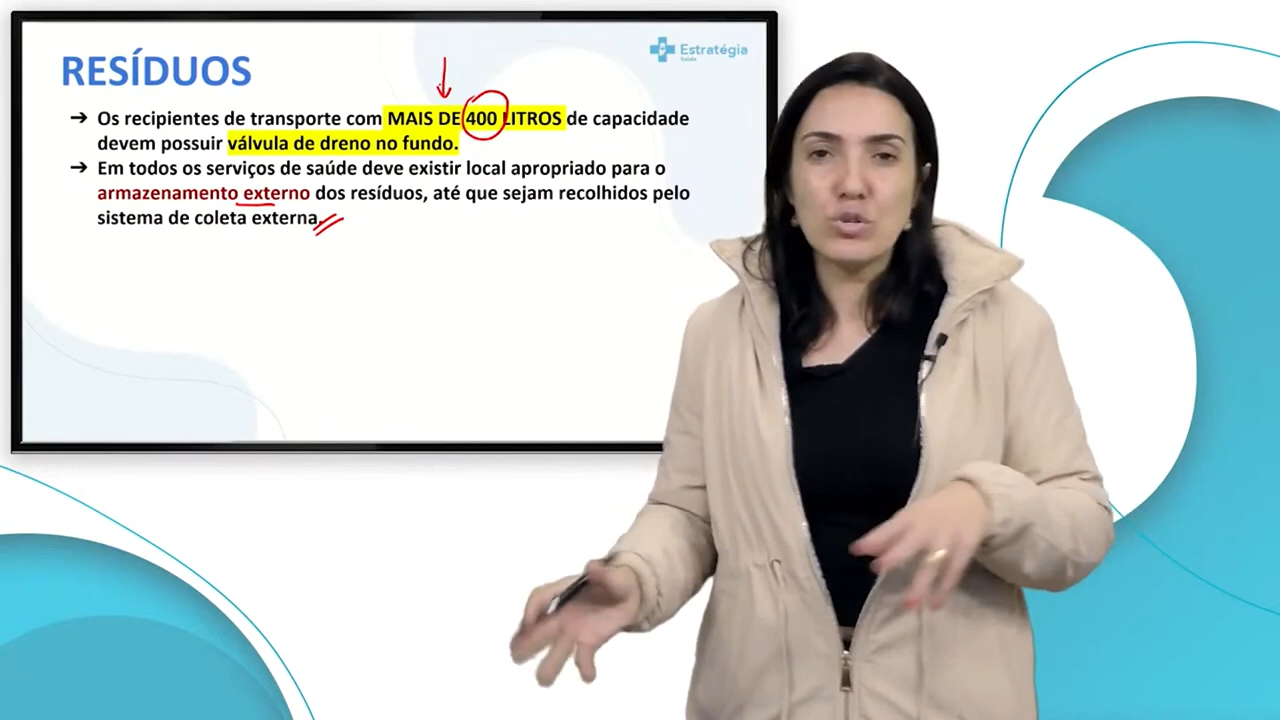 Estratégia
Saúde
RESÍDUOS
➔ Os recipientes de transporte com MAIS DE 400 LITROS de capacidade
devem possuir válvula de dreno no fundo.
➔ Em todos os serviços de saúde deve existir local apropriado para o
armazenamento externo dos resíduos, até que sejam recolhidos pelo
sistema de coleta externa.